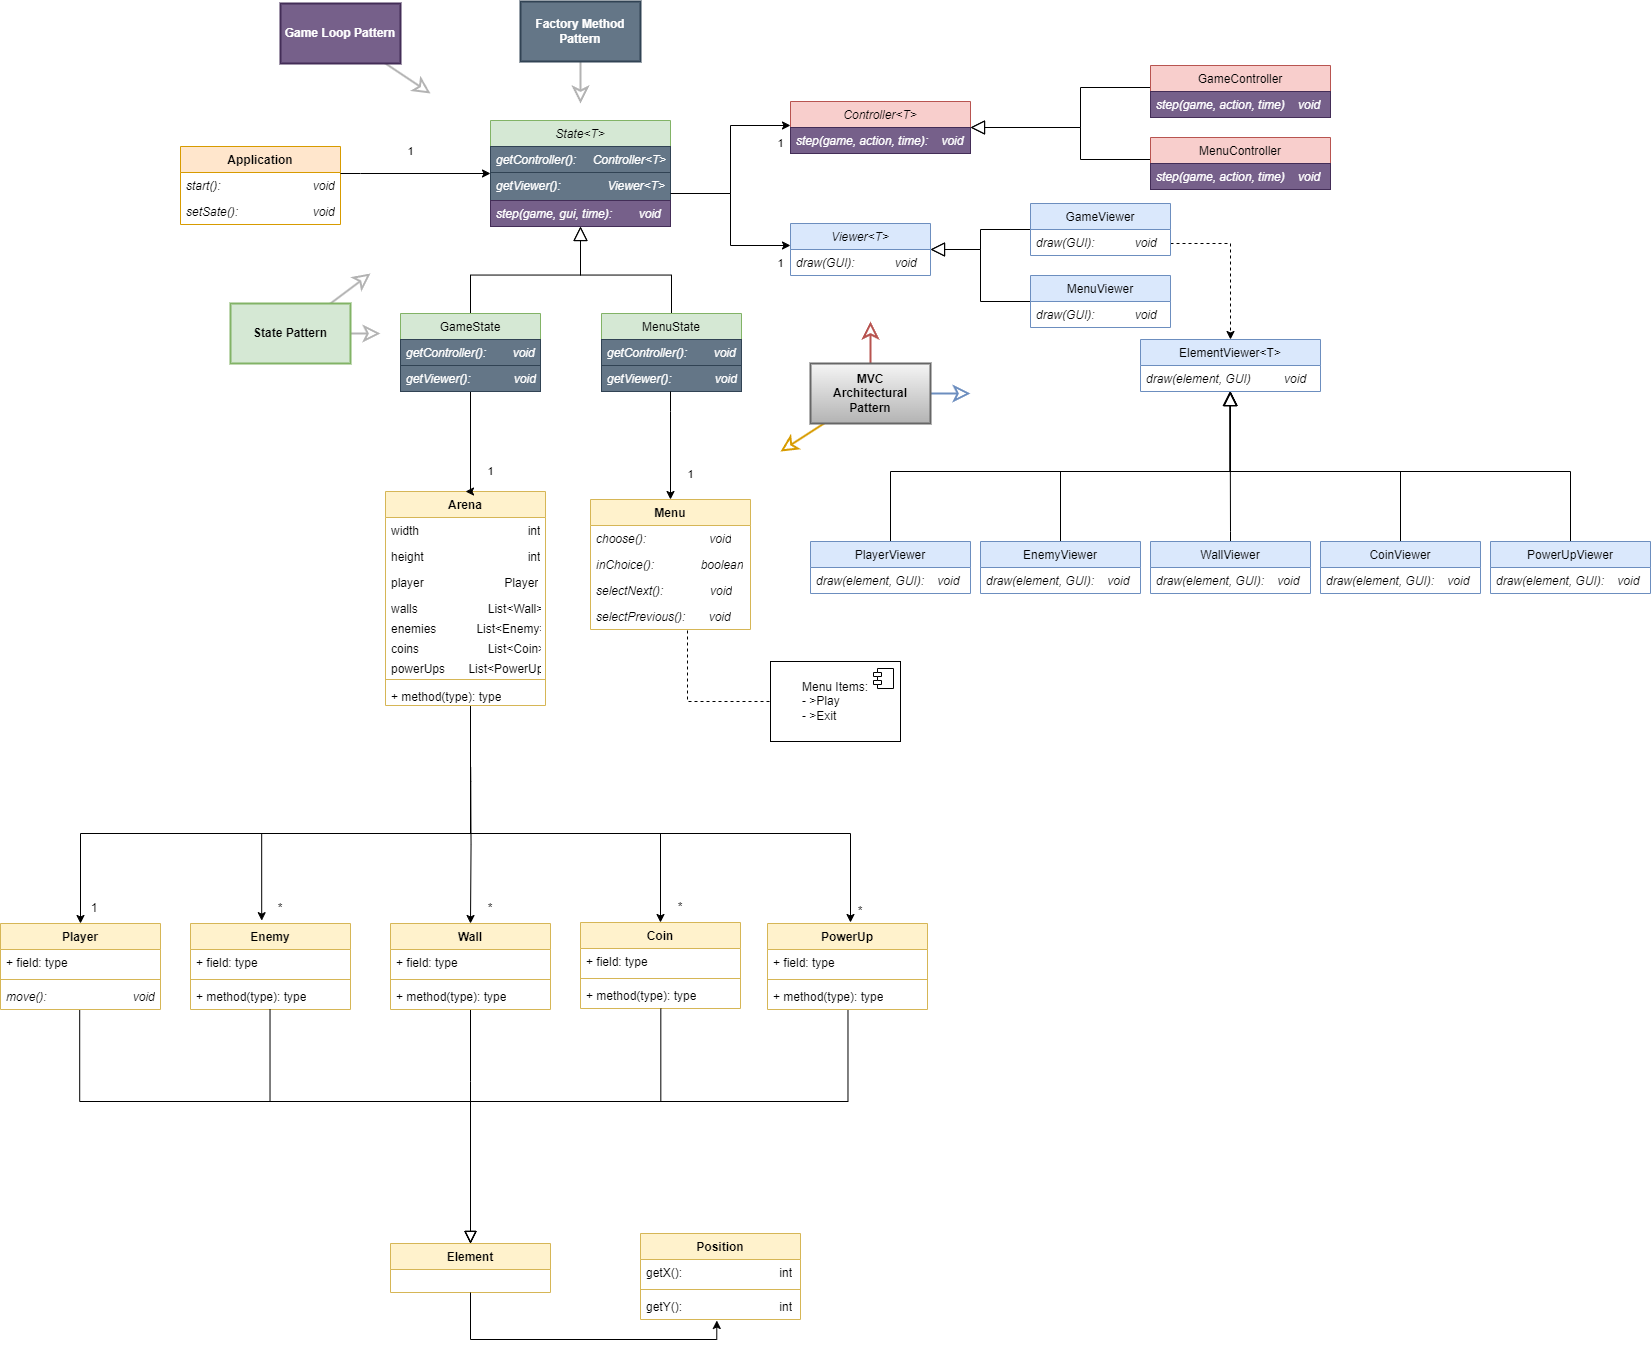 Game Loop Pattern
Factory Method
Pattern
State<T>
getController(): Controller<T>
getViewer(): Viewer<T>
step(game, gui, time): void
Application
start(): void
setSate(): void
1
Controller<T>
step(game, action, time): void
1
GameController
step(game, action, time) void
MenuController
step(game, action, time) void
Viewer<T>
draw(GUI): void
1
GameViewer
draw(GUI): void
MenuViewer
draw(GUI): void
State Pattern
GameState
getController(): void
getViewer(): void
MenuState
getController(): void
getViewer(): void
MVC
Architectural
Pattern
ElementViewer<T>
draw(element, GUI) void
1
1
Arena
width int
height int
player Player
walls List<Wall>
enemies List<Enemy>
coins List<Coin>
powerUps List<PowerUp
+ method(type): type
Menu
choose(): void
inChoice(): boolean
selectNext(): void
selectPrevious(): void
PlayerViewer
draw(element, GUI): void
EnemyViewer
draw(element, GUI): void
WallViewer
draw(element, GUI): void
CoinViewer
draw(element, GUI): void
PowerUpViewer
draw(element, GUI): void
Menu Items:
- >Play
- >Exit
1
*
*
*
*
Player
+ field: type
move(): void
Enemy
+ field: type
+ method(type): type
Wall
+ field: type
+ method(type): type
Coin
+ field: type
+ method(type): type
PowerUp
+ field: type
+ method(type): type
Element
Position
getX(): int
getY(): int